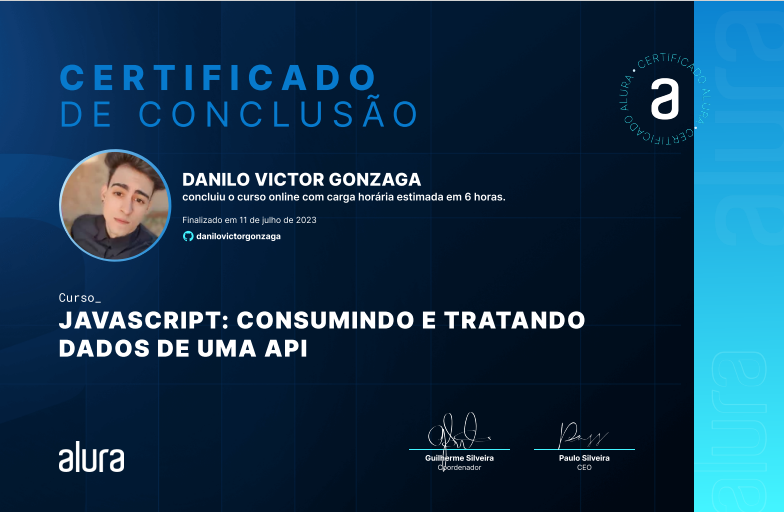 CERTIFICADO
DE CONCLUSÃO
CERTIFICADO ALURA • CERTIFICADO ALURA •
a
DANILO VICTOR GONZAGA
concluiu o curso online com carga horária estimada em 6 horas.
Finalizado em 11 de julho de 2023
danilovictorgonzaga
Curso_
JAVASCRIPT: CONSUMINDO E TRATANDO
DADOS DE UMA API
alura
Guilherme Silveira
Coordenador
Paulo Silveira
CEO
alura
alura
alura